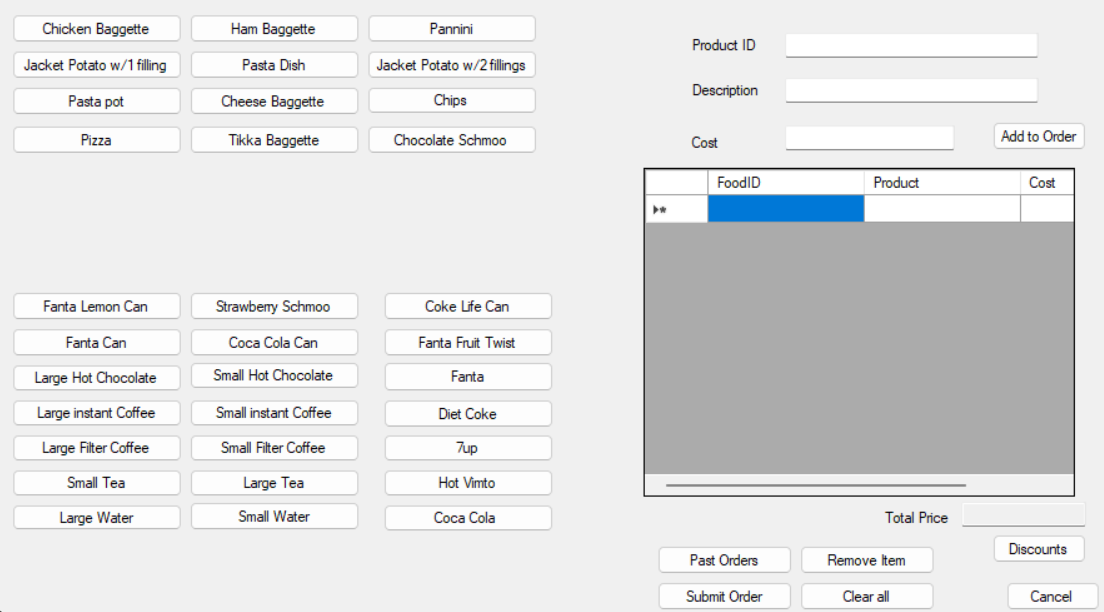 Chicken Baggette
Ham Baggette
Pannini
Jacket Potato w/1 filling
Pasta Dish
Jacket Potato w/2 fillings
Pasta pot
Cheese Baggette
Chips
Pizza
Tikka Baggette
Chocolate Schmoo
Fanta Lemon Can
Strawberry Schmoo
Coke Life Can
Fanta Can
Coca Cola Can
Fanta Fruit Twist
Large Hot Chocolate
Small Hot Chocolate
Fanta
Large instant Coffee
Small instant Coffee
Diet Coke
Large Filter Coffee
Small Filter Coffee
7up
Small Tea
Large Tea
Hot Vimto
Large Water
Small Water
Coca Cola
Product ID
Description
Cost
Add to Order
FoodID Product Cost
Total Price
Discounts
Past Orders
Remove Item
Submit Order
Clear all
Cancel